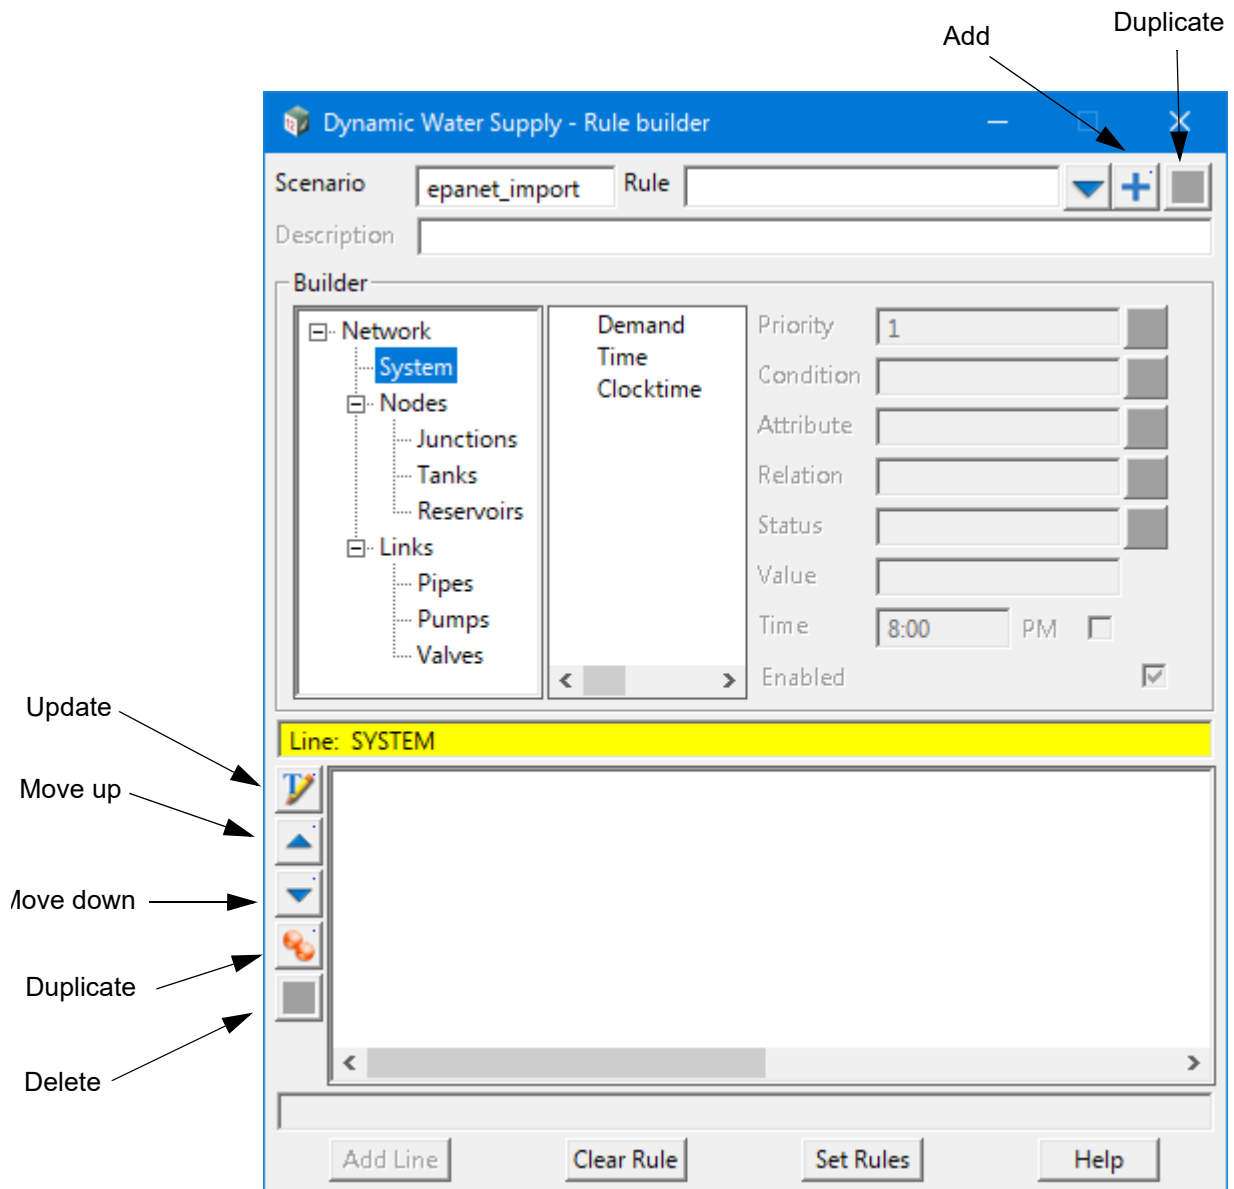 Duplicate
Add
Dynamic Water Supply - Rule builder
Scenario epanet_import Rule
Description
Builder
Network
System
Nodes
Junctions
Tanks
Reservoirs
Links
Pipes
Pumps
Valves
Demand
Time
Clocktime
Priority 1
Condition
Attribute
Relation
Status
Value
Time 8:00 PM
Enabled
Line: SYSTEM
Update
Move up
Move down
Duplicate
Delete
Add Line Clear Rule Set Rules Help